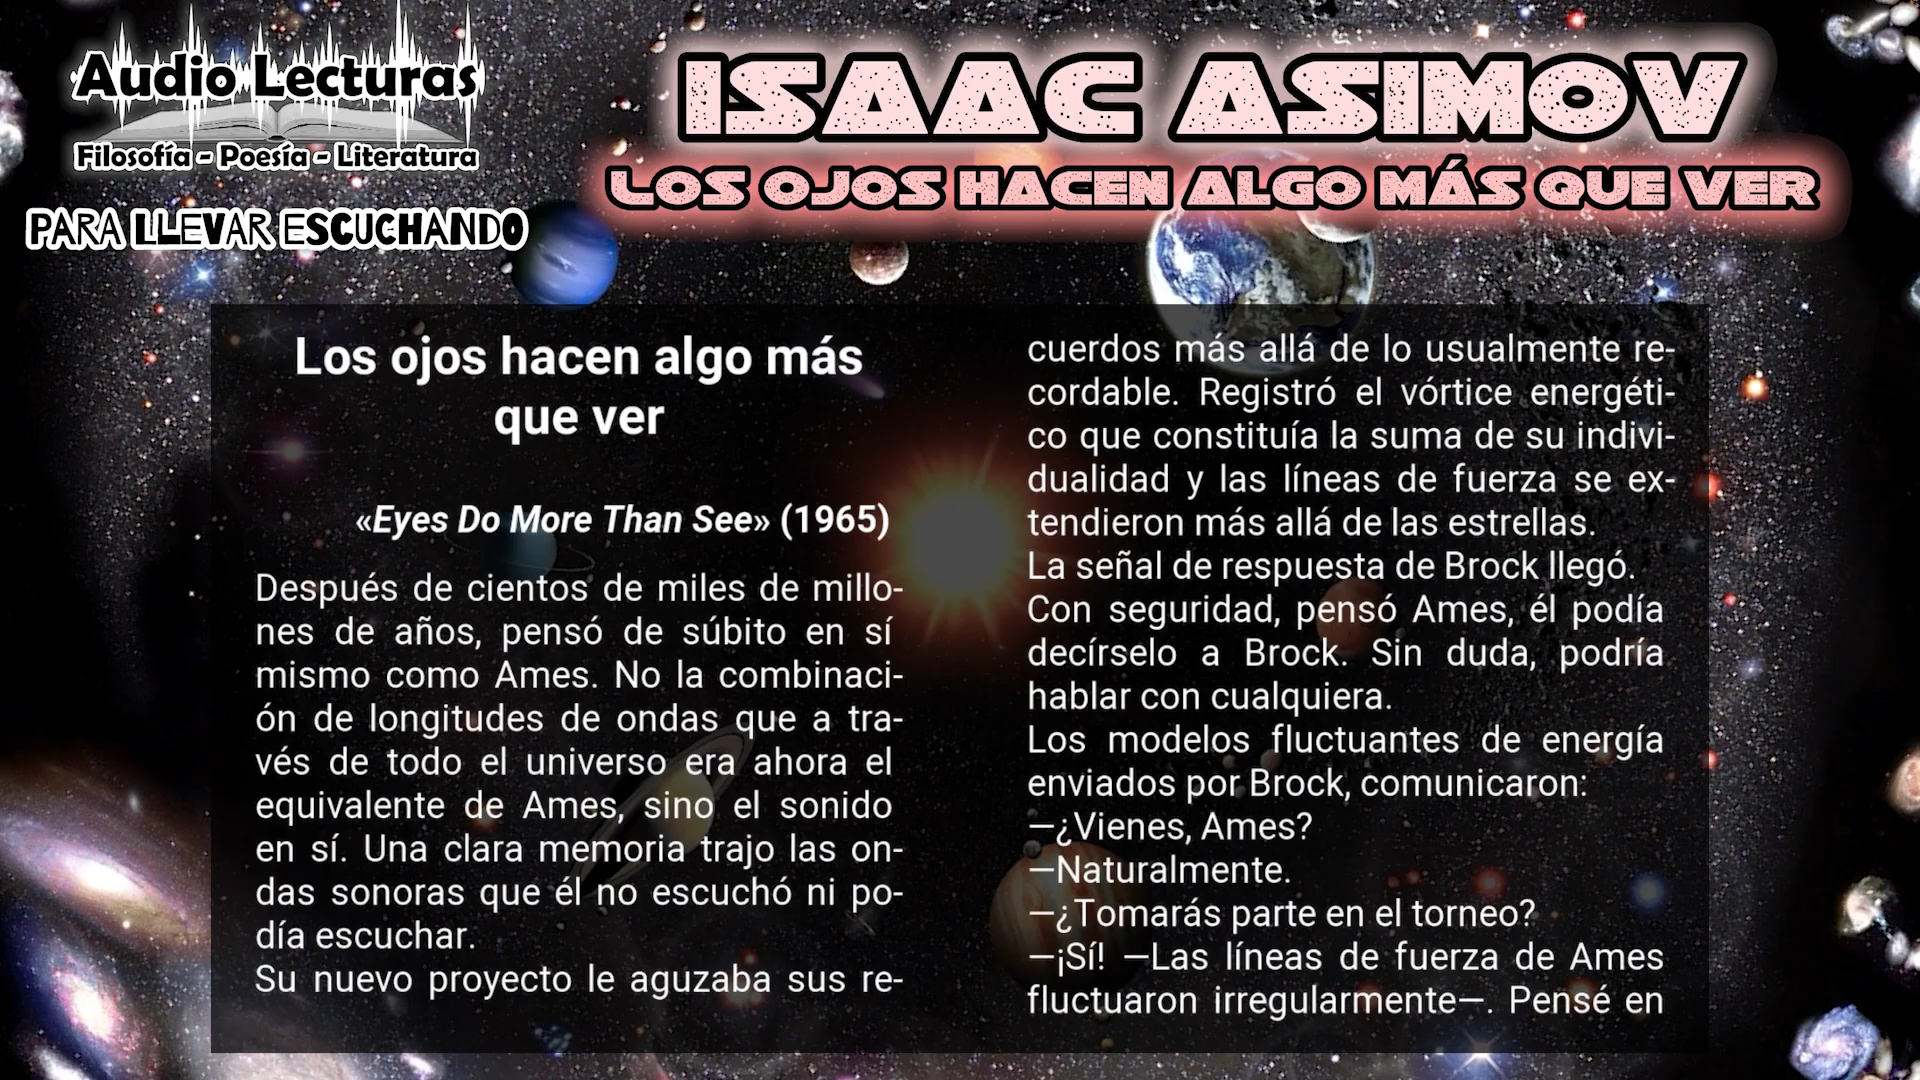 Audio Lecturas
Filosofía - Poesía - Literatura
PARA LLEVAR ESCUCHANDO
ISAAC ASIMOV
LOS OJOS HACEN ALGO MÁS QUE VER
Los ojos hacen algo más
que ver
«Eyes Do More Than See» (1965)
Después de cientos de miles de millo-
nes de años, pensó de súbito en sí
mismo como Ames. No la combinaci-
ón de longitudes de ondas que a tra-
vés de todo el universo era ahora el
equivalente de Ames, sino el sonido
en sí. Una clara memoria trajo las on-
das sonoras que él no escuchó ni po-
día escuchar.
Su nuevo proyecto le aguzaba sus re-
cuerdos más allá de lo usualmente re-
cordable. Registró el vórtice energéti-
co que constituía la suma de su indivi-
dualidad y las líneas de fuerza se ex-
tendieron más allá de las estrellas.
La señal de respuesta de Brock llegó.
Con seguridad, pensó Ames, él podía
decírselo a Brock. Sin duda, podría
hablar con cualquiera.
Los modelos fluctuantes de energía
enviados por Brock, comunicaron:
—¿Vienes, Ames?
—Naturalmente.
—¿Tomarás parte en el torneo?
—¡Sí! —Las líneas de fuerza de Ames
fluctuaron irregularmente—. Pensé en